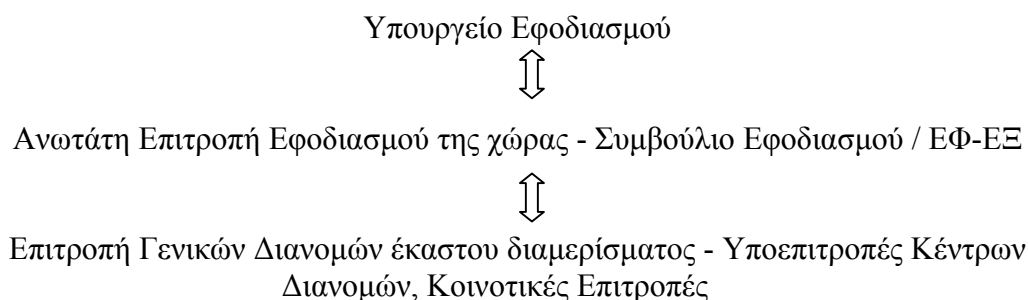 Υπουργείο Εφοδιασμού
Ανωτάτη Επιτροπή Εφοδιασμού της χώρας - Συμβούλιο Εφοδιασμού / ΕΦ-ΕΞ
Επιτροπή Γενικών Διανομών έκαστου διαμερίσματος - Υποεπιτροπές Κέντρων
Διανομών, Κοινοτικές Επιτροπές